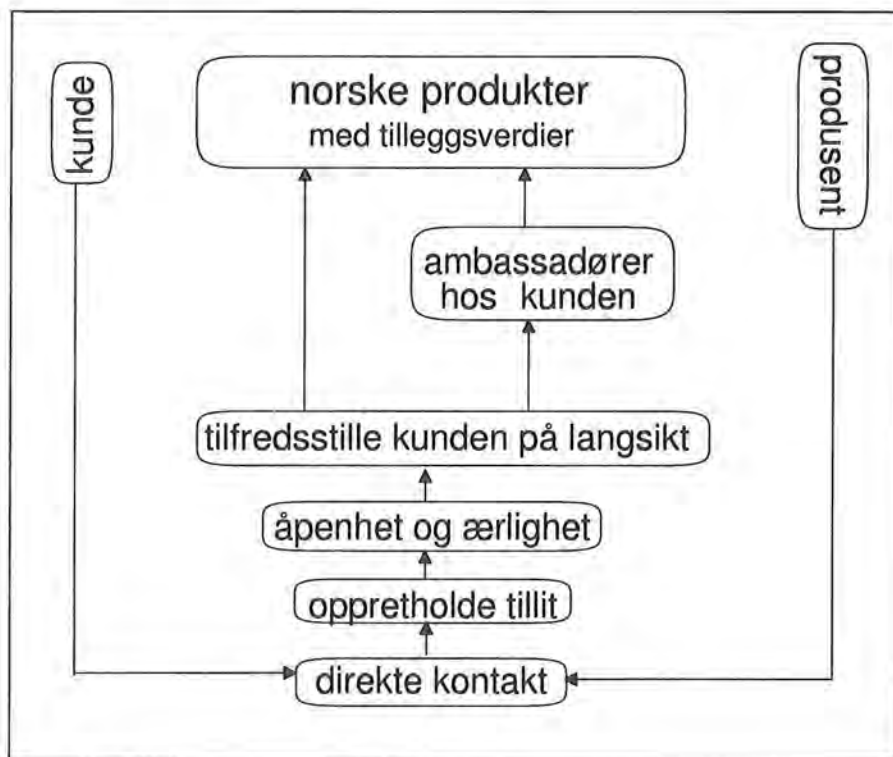 kunde
norske produkter
med tilleggsverdier
produsent
ambassadører
hos kunden
tilfredsstille kunden på langsikt
åpenhet og ærlighet
oppretholde tillit
direkte kontakt